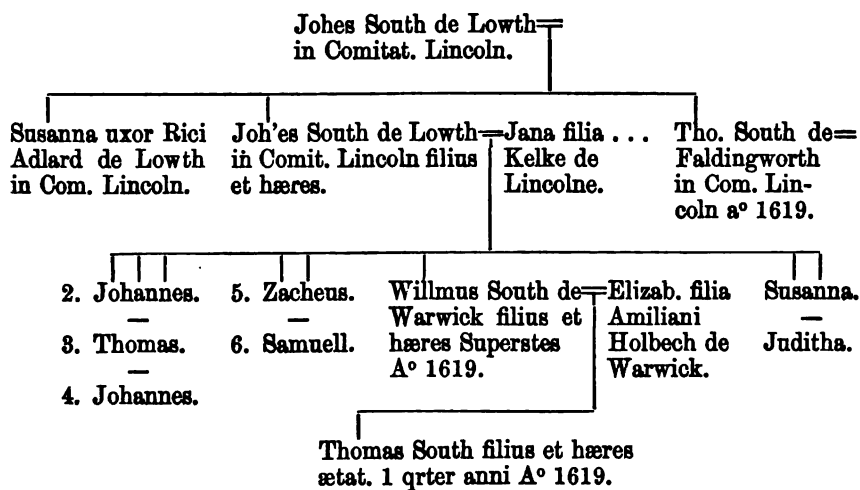 Johes South de Lowth
in Comitat. Lincoln.
Susanna uxor Rici
Adlard de Lowth
in Com. Lincoln.
Joh'es South de Lowth
in Comit. Lincoln filius
et hæres.
Jana filia . . .
Kelke de
Lincolne.
Tho. South de
Faldingworth
in Com. Lin-
coln aº 1619.
2. Johannes.
—
3. Thomas.
—
4. Johannes.
5. Zacheus.
—
6. Samuell.
Willmus South de
Warwick filius et
hæres Superstes
Aº 1619.
Elizab. filia
Amiliani
Holbech de
Warwick.
Susanna.
—
Juditha.
Thomas South filius et hæres
ætat. 1 qrter anni Aº 1619.